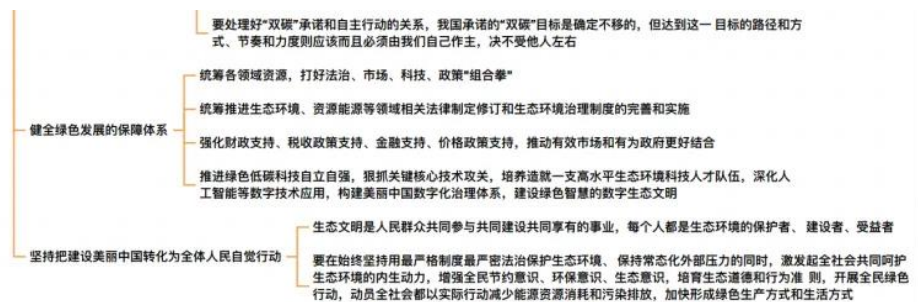 要处理好“双碳”承诺和自主行动的关系，我国承诺的“双碳”目标是确定不移的，但达到这一 目标的路径和方
式、节奏和力度则应该而且必须由我们自己作主，决不受他人左右
健全绿色发展的保障体系
统筹各领域资源，打好法治、市场、科技、政策"组合拳"
统筹推进生态环境、资源能源等领域相关法律制定修订和生态环境治理制度的完善和实施
强化财政支持、税收政策支持、金融支持、价格政策支持，推动有效市场和有为政府更好结合
推进绿色低碳科技自立自强，狠抓关键核心技术攻关，培养造就一支高水平生态环境科技人才队伍，深化人
工智能等数字技术应用，构建美丽中国数字化治理体系，建设绿色智慧的数字生态文明
坚持把建设美丽中国转化为全体人民自觉行动
生态文明是人民群众共同参与共同建设共同享有的事业，每个人都是生态环境的保护者、 建设者、受益者
要在始终坚持用最严格制度最严密法治保护生态环境、 保持常态化外部压力的同时，激发起全社会共同呵护
生态环境的内生动力，增强全民节约意识、环保意识、生态意识，培育生态道德和行为准 则，开展全民绿色
行动，动员全社会都以实际行动减少能源资源消耗和污染排放，加快形成绿色生产方式和生活方式